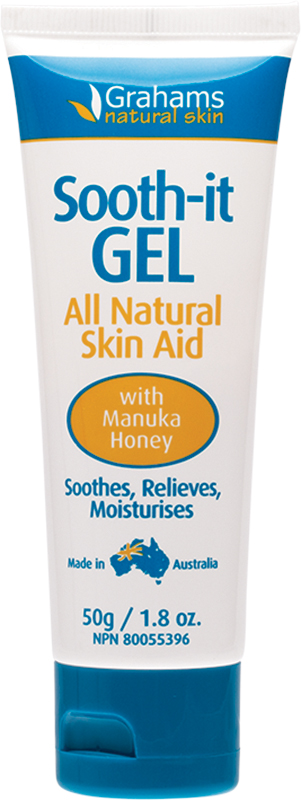 Grahams
natural skin
Sooth-it
GEL
All Natural
Skin Aid
with
Manuka
Honey
Soothes, Relieves,
Moisturises
Made in Australia
50g / 1.8 oz.
NPN 80055396